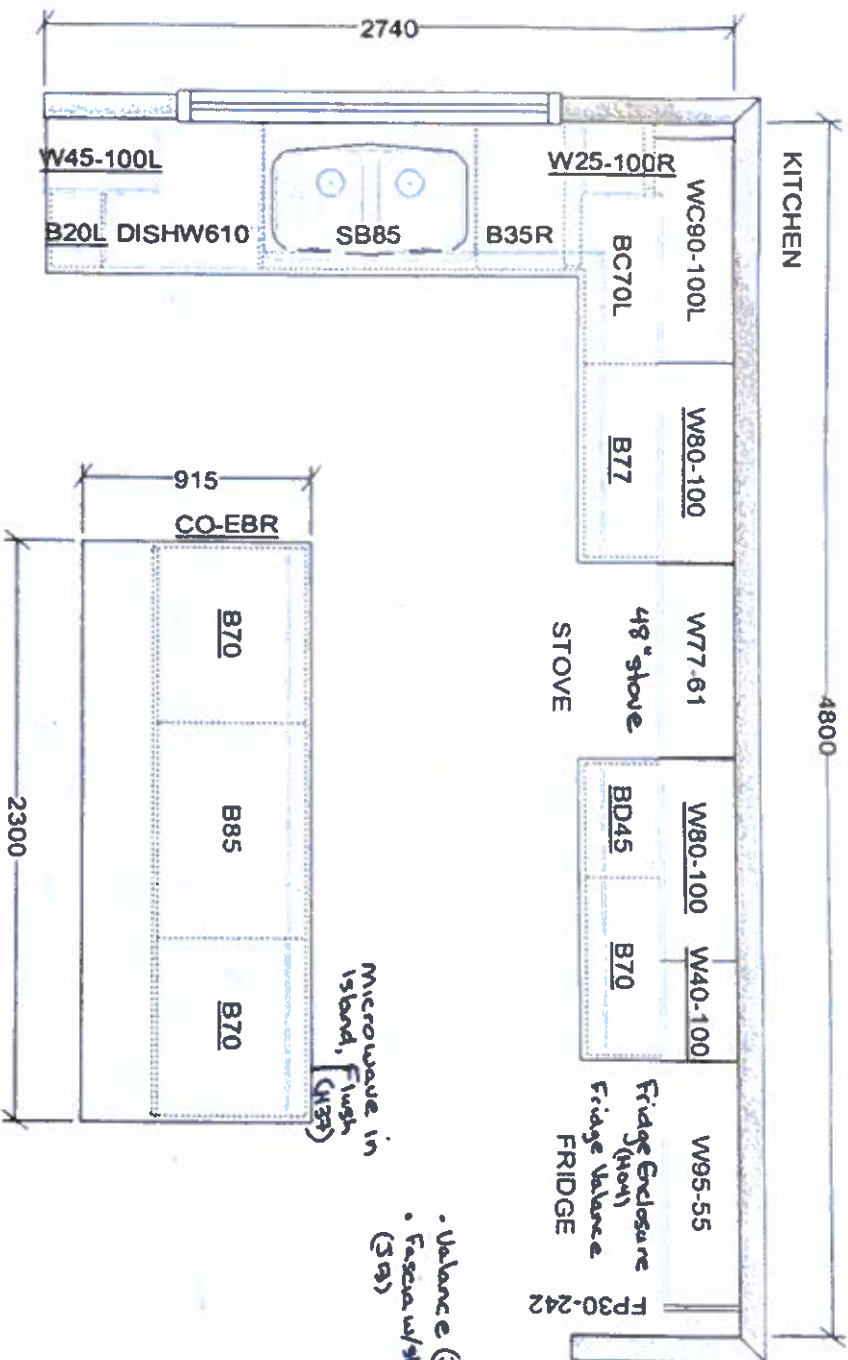 KITCHEN
4800
2740
WC90-100L
W80-100
W77-61
W80-100
W40-100
W95-55
FP30-242
W25-100R
BC70L
B77
48" stove
STOVE
BD45
B70
Fridge Enclosure
(H04)
Fridge Valance
FRIDGE
W45-100L
B20L
DISHW610
SB85
B35R
915
CO-EBR
B70
B85
B70
2300
Microwave in
Island, Flush
(H37)
• Valance
• Fascia